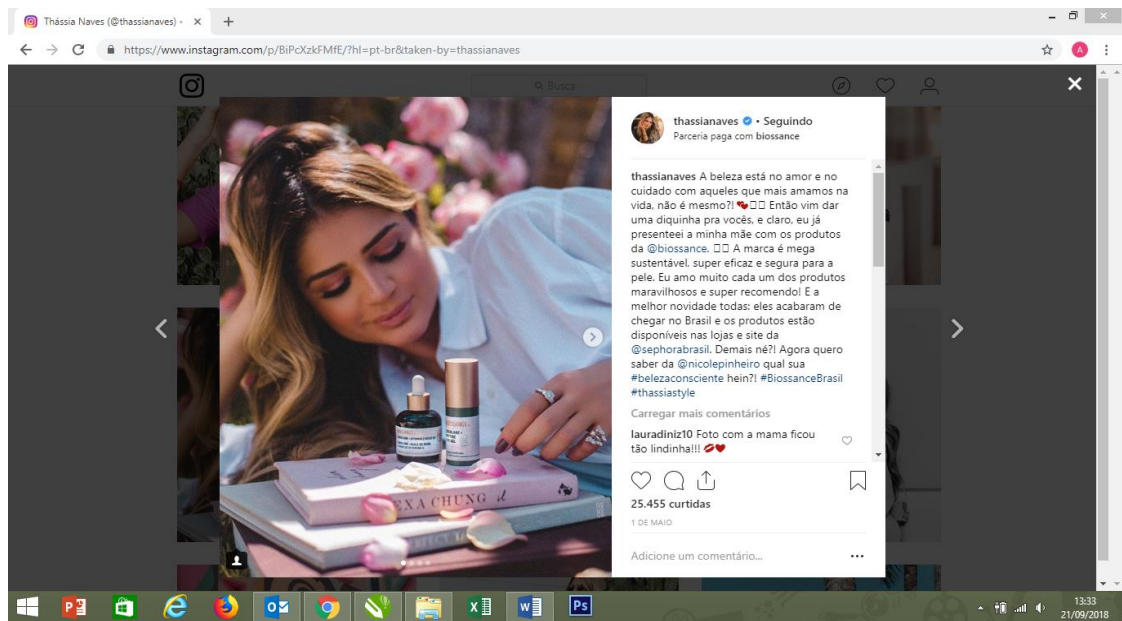 Thássia Naves (@thassianaves) •
https://www.instagram.com/p/BiPcXzkFMfE/?hl=pt-br&taken-by=thassianaves
Busca
thassianaves • Seguindo
Parceria paga com biossance
thassianaves A beleza está no amor e no
cuidado com aqueles que mais amamos na
vida, não é mesmo?! Então vim dar
uma diquinha pra vocês, e claro, eu já
presenteei a minha mãe com os produtos
da @biossance. A marca é mega
sustentável, super eficaz e segura para a
pele. Eu amo muito cada um dos produtos
maravilhosos e super recomendo! E a
melhor novidade todas: eles acabaram de
chegar no Brasil e os produtos estão
disponíveis nas lojas e site da
@sephorabrasil. Demais né?! Agora quero
saber da @nicolepinheiro qual sua
#belezaconsciente hein?! #BiossanceBrasil
#thassiastyle
Carregar mais comentários
lauradiniz10 Foto com a mama ficou
tão lindinha!!!
25.455 curtidas
1 DE MAIO
Adicione um comentário...
BIOSSANCE
EXA CHUNG it
13:33
21/09/2018